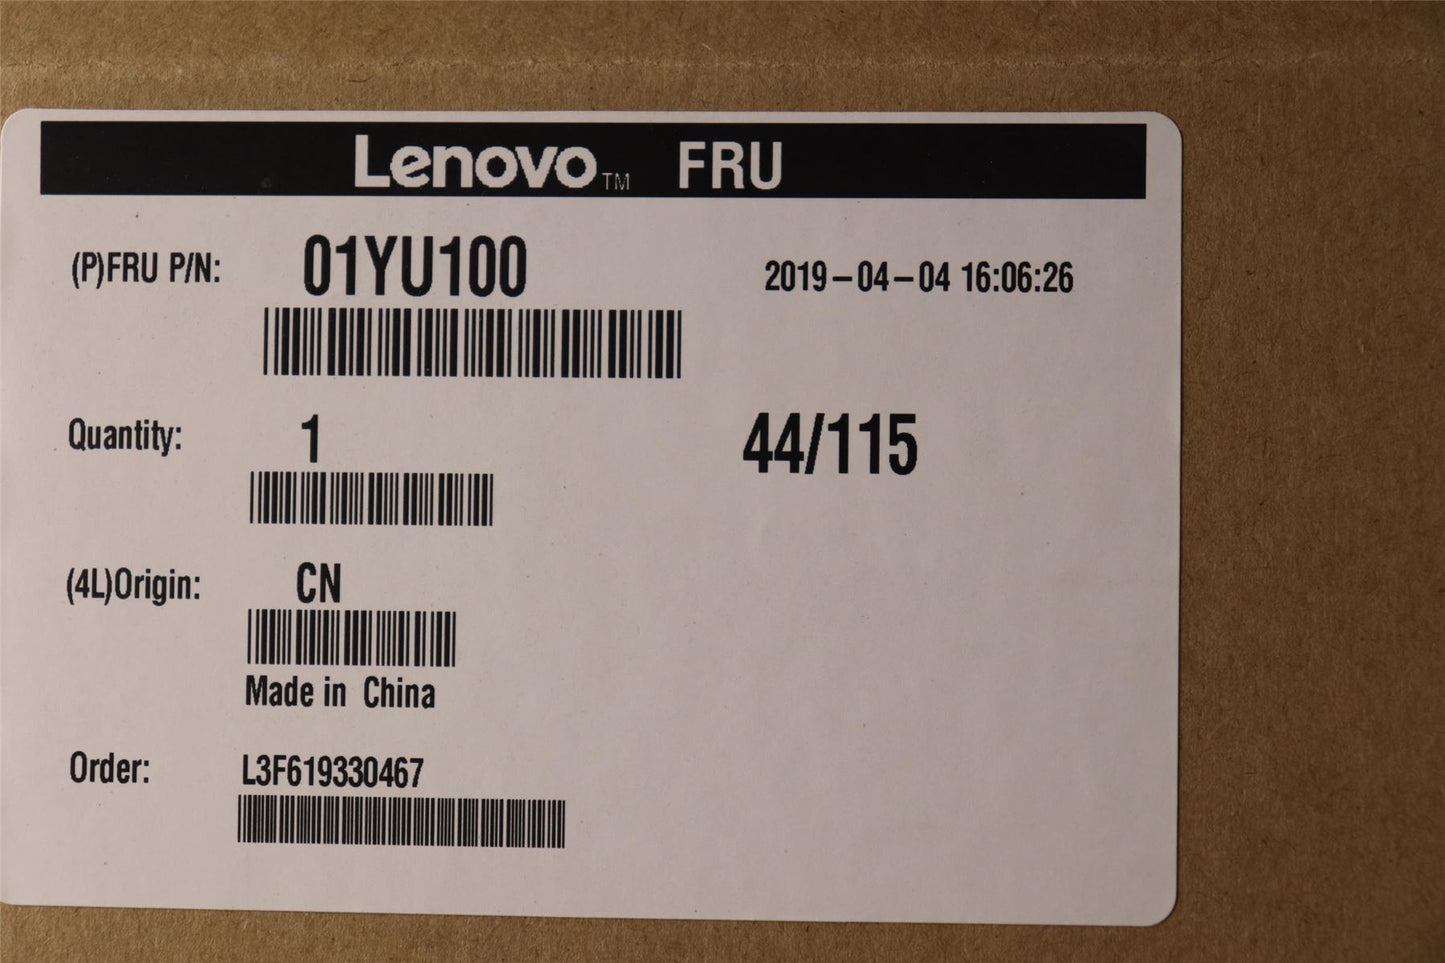 Lenovo™ FRU
(P)FRU P/N: 01YU100 2019-04-04 16:06:26
Quantity: 1 44/115
(4L)Origin: CN
Made in China
Order: L3F619330467